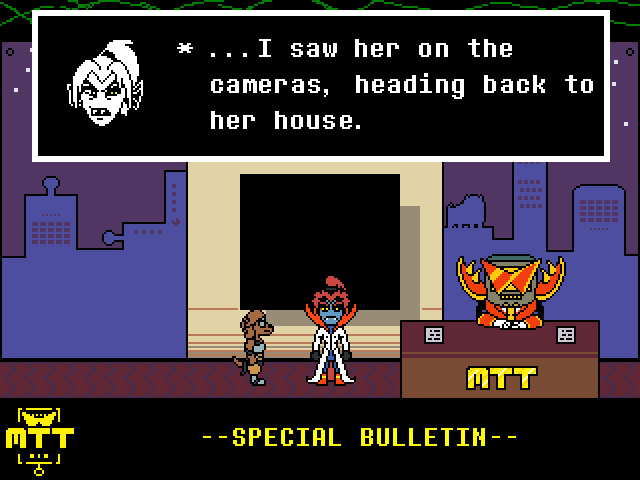 * ...I saw her on the
cameras, heading back to
her house.
MTT
MTT
--SPECIAL BULLETIN--